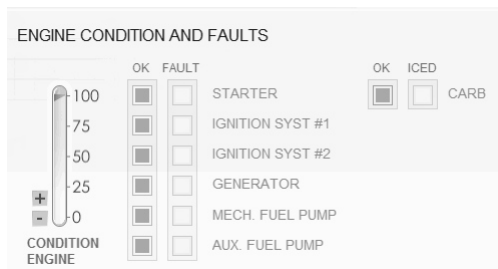 ENGINE CONDITION AND FAULTS
OK FAULT
OK ICED
100
75
50
25
0
+
-
CONDITION
ENGINE
STARTER
IGNITION SYST #1
IGNITION SYST #2
GENERATOR
MECH. FUEL PUMP
AUX. FUEL PUMP
CARB